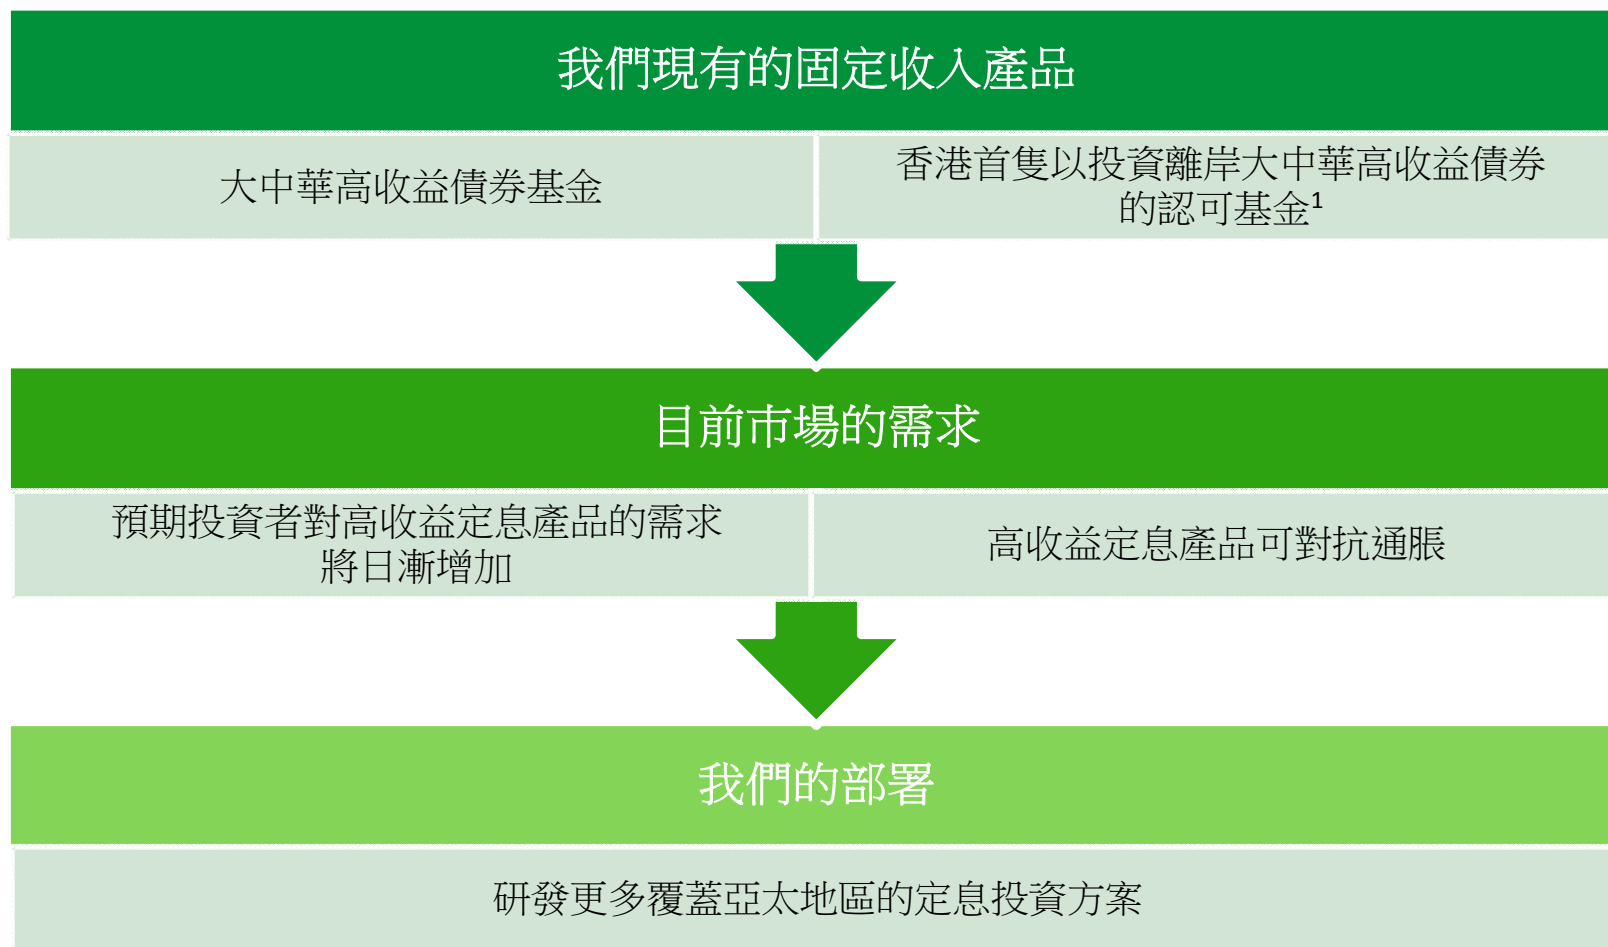 我們現有的固定收入產品
大中華高收益債券基金
香港首隻以投資離岸大中華高收益債券
的認可基金1
目前市場的需求
預期投資者對高收益定息產品的需求
將日漸增加
高收益定息產品可對抗通脹
我們的部署
研發更多覆蓋亞太地區的定息投資方案